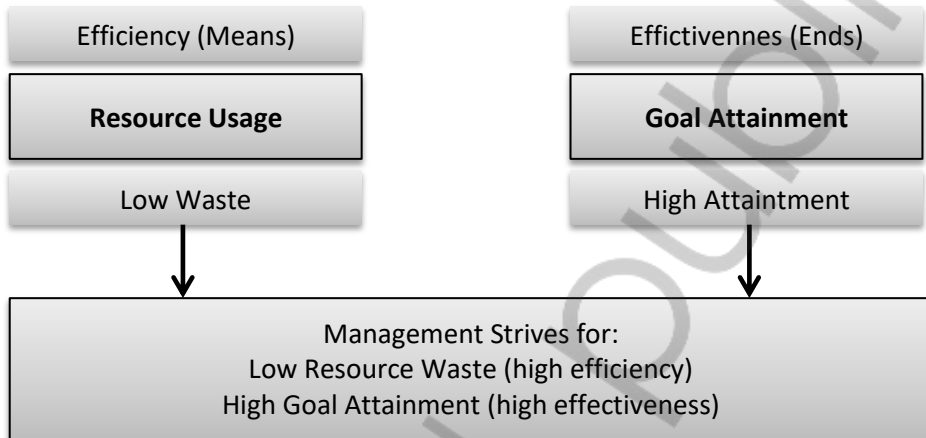 Efficiency (Means)
Effictivennes (Ends)
Resource Usage
Goal Attainment
Low Waste
High Attaintment
Management Strives for:
Low Resource Waste (high efficiency)
High Goal Attainment (high effectiveness)